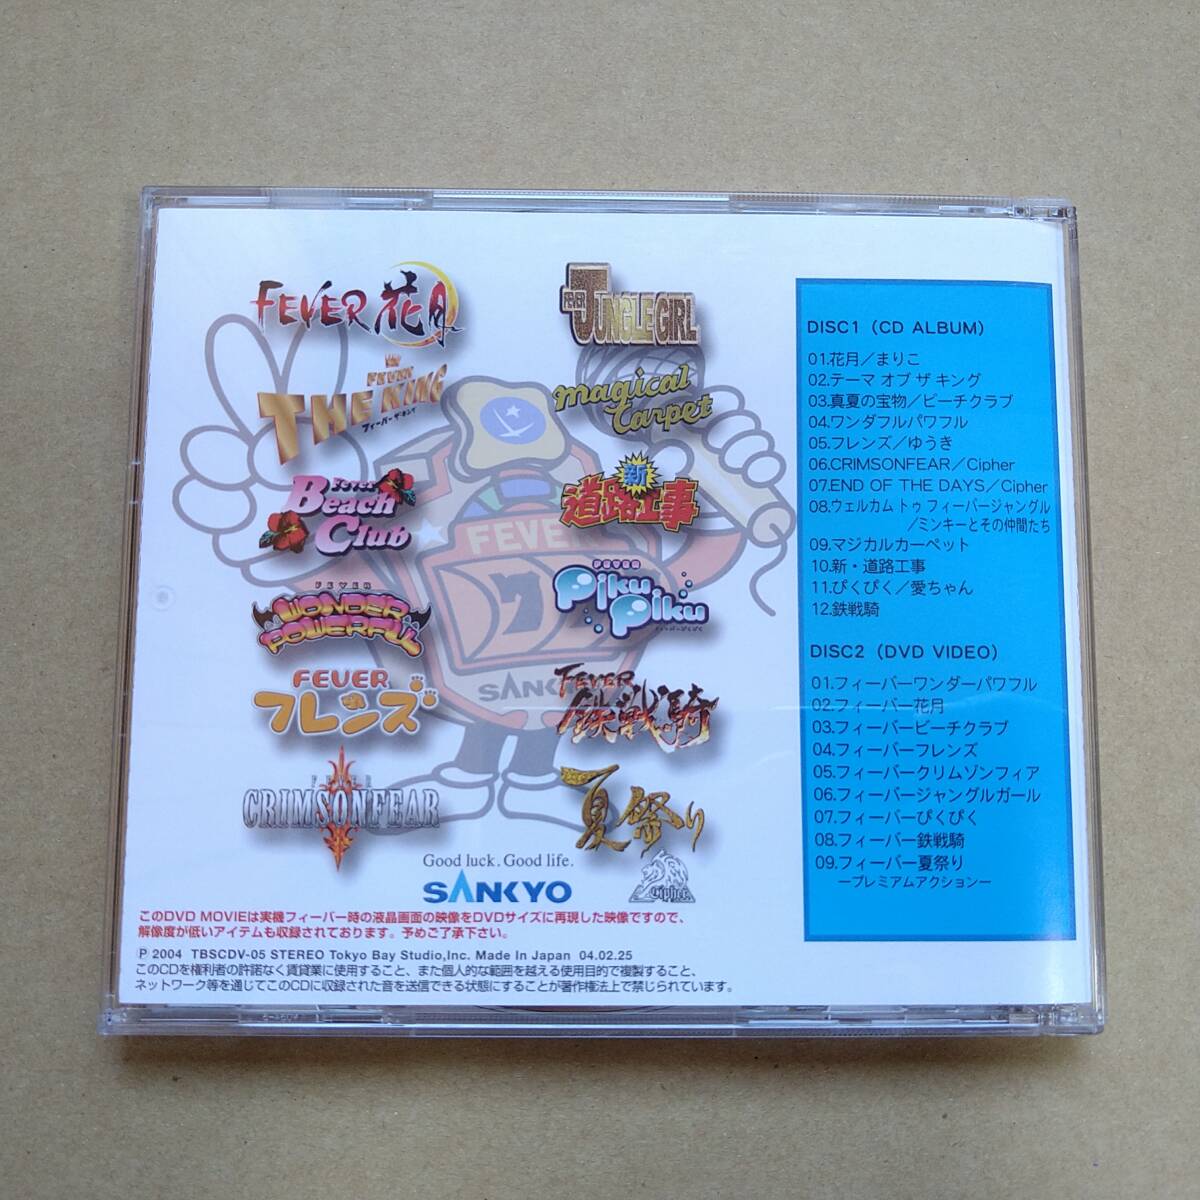 FEVER 花月
FEVER JUNGLE GIRL
FEVER
THE KING
フィーバー ザ・キング
magical
Carpet
Fever
Beach
Club
新
道路工事
FEVER
WONDER
POWERFUL
FEVER
Piku
Piku
フィーバーぴくぴく
FEVER
フレンズ
FEVER
鉄戦騎
FEVER
CRIMSONFEAR
夏祭り
FEVER
7
SANKYO
Good luck. Good life.
SANKYO
Cipher
このDVD MOVIEは実機フィーバー時の液晶画面の映像をDVDサイズに再現した映像ですので、
解像度が低いアイテムも収録されております。予めご了承下さい。
Ⓟ 2004 TBSCDV-05 STEREO Tokyo Bay Studio,Inc. Made In Japan 04.02.25
このCDを権利者の許諾なく賃貸業に使用すること、また個人的な範囲を越える使用目的で複製すること、
ネットワーク等を通じてこのCDに収録された音を送信できる状態にすることが著作権法上で禁じられています。
DISC1 (CD ALBUM)
01.花月／まりこ
02.テーマ オブ ザ キング
03.真夏の宝物／ビーチクラブ
04.ワンダフルパワフル
05.フレンズ／ゆうき
06.CRIMSONFEAR／Cipher
07.END OF THE DAYS／Cipher
08.ウェルカム トゥ フィーバージャングル
／ミンキーとその仲間たち
09.マジカルカーペット
10.新・道路工事
11.ぴくぴく／愛ちゃん
12.鉄戦騎
DISC2 (DVD VIDEO)
01.フィーバーワンダーパワフル
02.フィーバー花月
03.フィーバービーチクラブ
04.フィーバーフレンズ
05.フィーバークリムゾンフィア
06.フィーバージャングルガール
07.フィーバーぴくぴく
08.フィーバー鉄戦騎
09.フィーバー夏祭り
ープレミアムアクションー